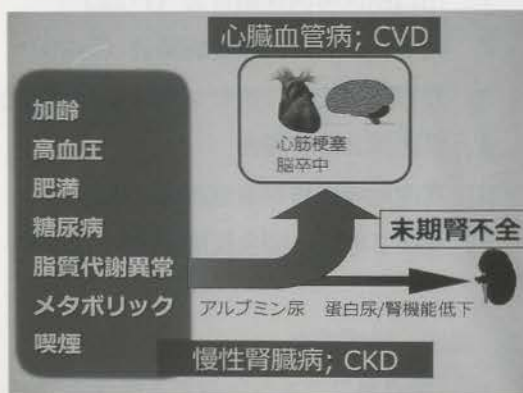 心臓血管病; CVD
加齢
高血圧
肥満
糖尿病
脂質代謝異常
メタボリック
喫煙
心筋梗塞
脳卒中
末期腎不全
アルブミン尿 蛋白尿/腎機能低下
慢性腎臓病; CKD